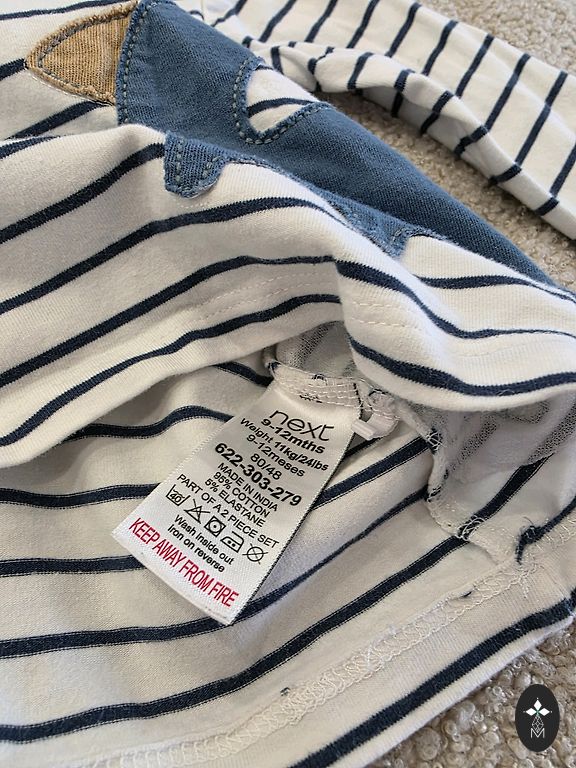 next
9-12mths
Weight 11kg/24lbs
9-12meses
80/48
622-303-279
MADE IN INDIA
95% COTTON
5% ELASTANE
PART OF A 2 PIECE SET
Wash inside out
iron on reverse
KEEP AWAY FROM FIRE
M